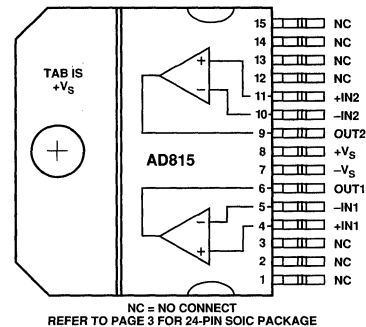 15 NC
14 NC
TAB IS
+VS
13 NC
12 NC
+
11 +IN2
−
10 −IN2
9 OUT2
AD815
8 +VS
7 −VS
6 OUT1
−
5 −IN1
+
4 +IN1
3 NC
2 NC
1 NC
NC = NO CONNECT
REFER TO PAGE 3 FOR 24-PIN SOIC PACKAGE